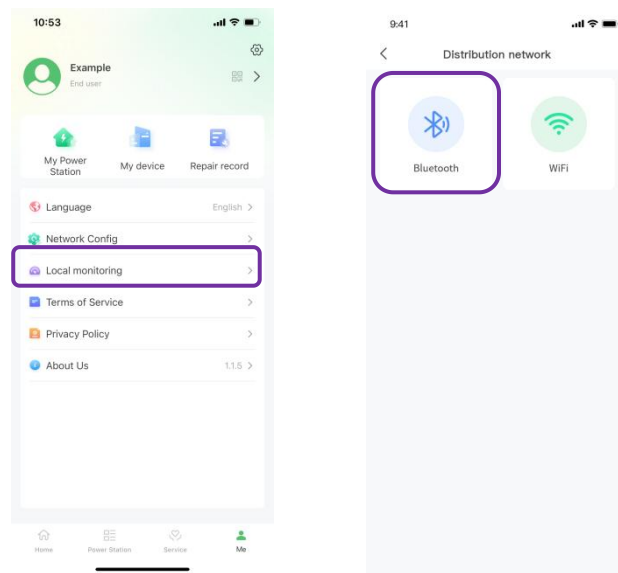 10:53
Example
End user
My Power
Station
My device
Repair record
Language
English
Network Config
Local monitoring
Terms of Service
Privacy Policy
About Us
1.1.5
Home
Power Station
Service
Me
9:41
Distribution network
Bluetooth
WiFi